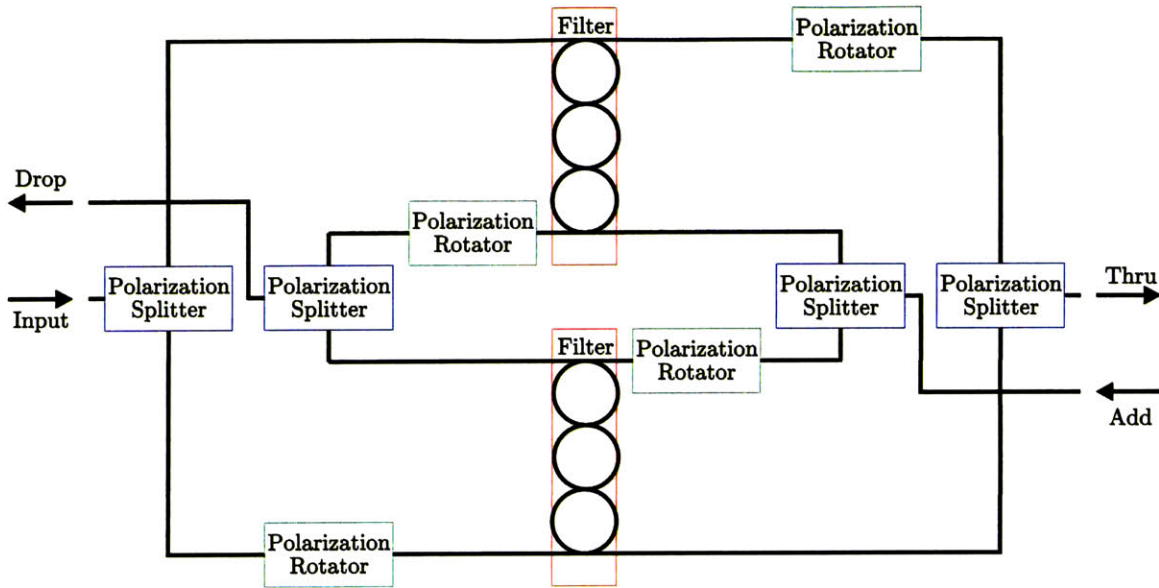 Filter
Polarization
Rotator
Drop
Polarization
Rotator
Polarization
Splitter
Polarization
Splitter
Polarization
Splitter
Polarization
Splitter
Thru
Input
Filter
Polarization
Rotator
Add
Polarization
Rotator